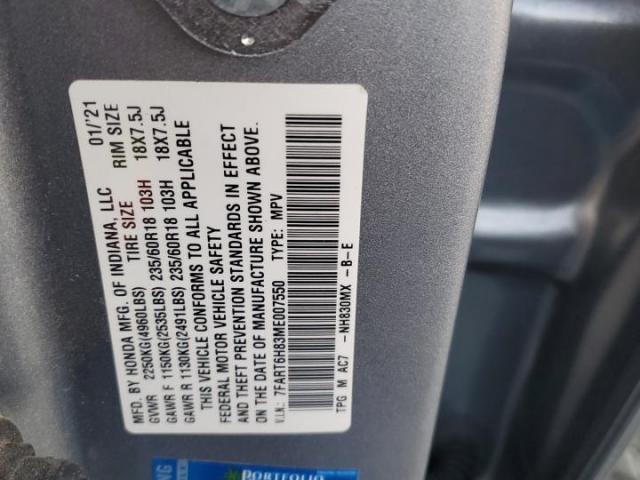 MFD. BY HONDA MFG. OF INDIANA, LLC 01/'21
TIRE SIZE RIM SIZE
GVWR 2250KG(4960LBS)
GAWR F 1150KG(2535LBS) 235/60R18 103H 18X7.5J
GAWR R 1130KG(2491LBS) 235/60R18 103H 18X7.5J
THIS VEHICLE CONFORMS TO ALL APPLICABLE
FEDERAL MOTOR VEHICLE SAFETY
AND THEFT PREVENTION STANDARDS IN EFFECT
ON THE DATE OF MANUFACTURE SHOWN ABOVE.
V.I.N.: 7FART6H83ME007550 TYPE: MPV
TPG M AC7 -NH830MX -B-E
PORTFOLIO